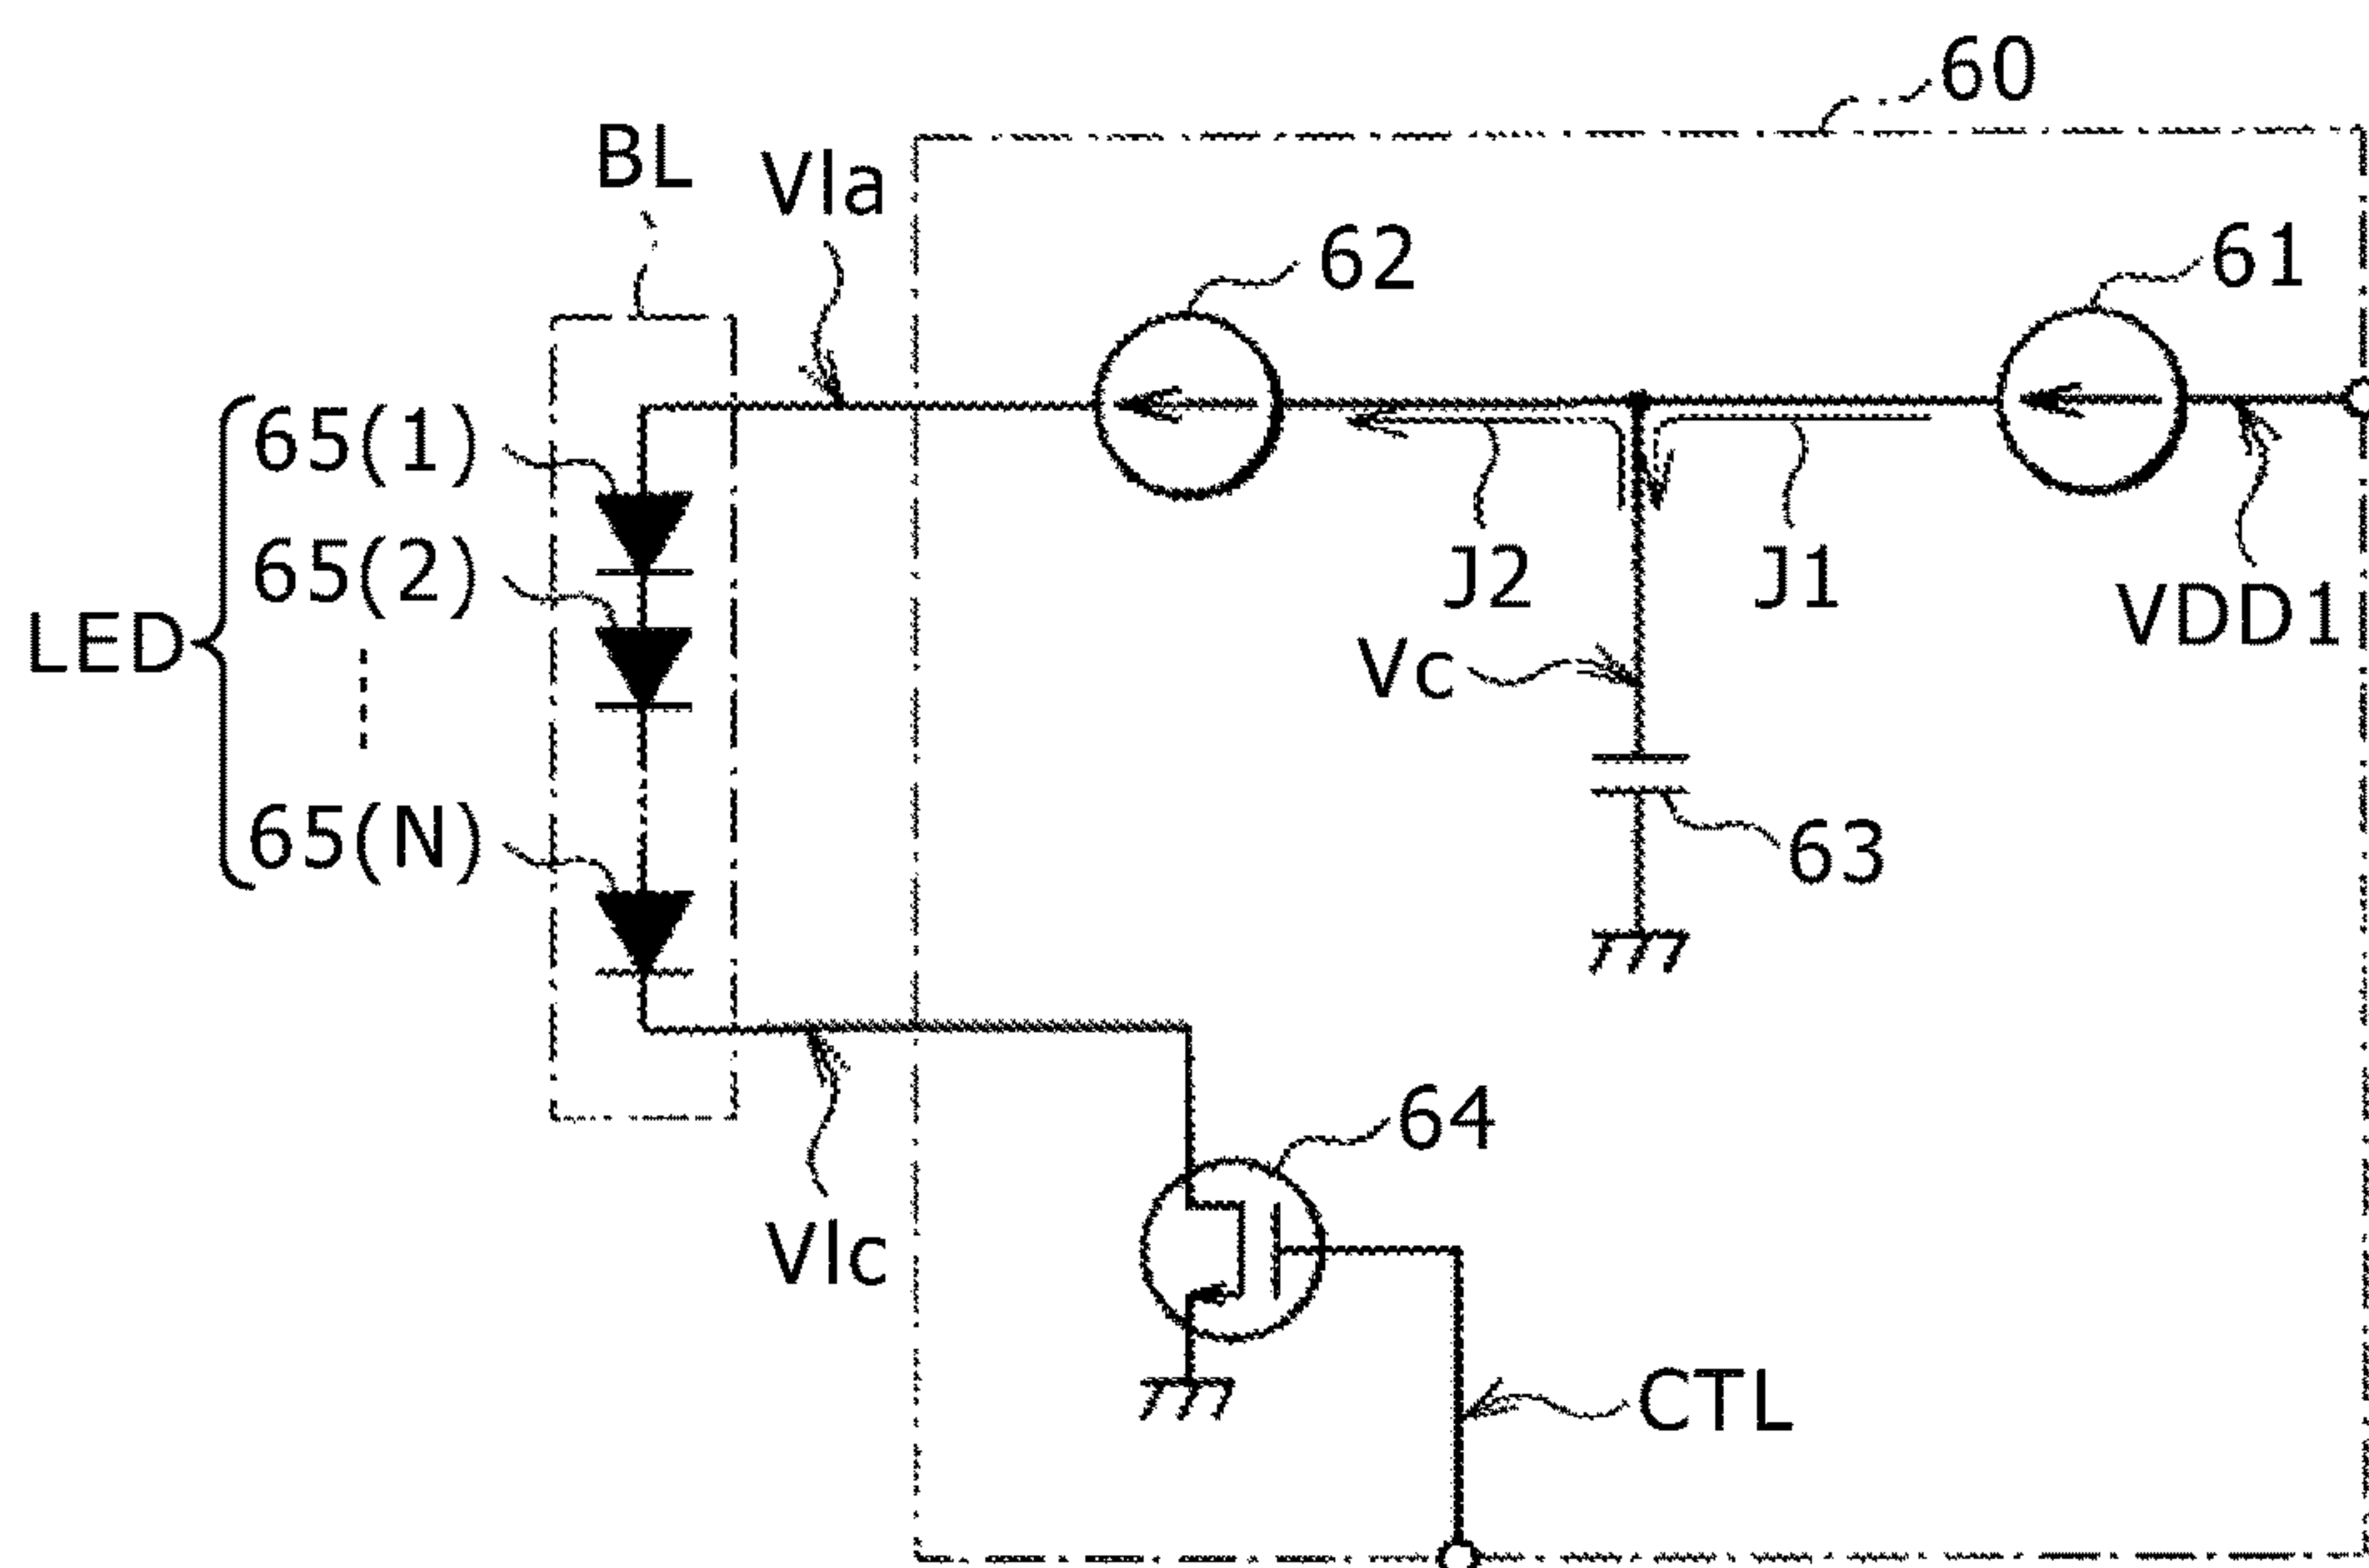 60
BL
Vla
62
61
65(1)
65(2)
LED
J2
J1
VDD1
Vc
65(N)
63
64
Vlc
CTL